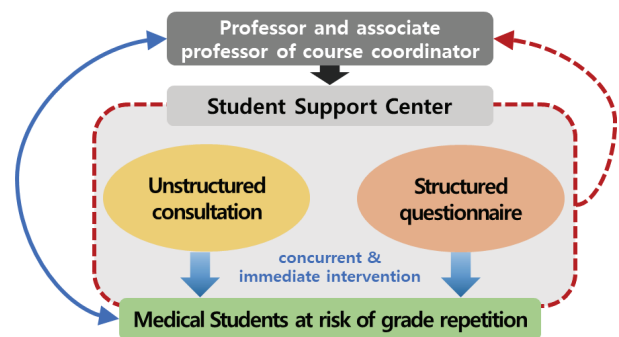 Professor and associate
professor of course coordinator
Student Support Center
Unstructured
consultation
Structured
questionnaire
concurrent &
immediate intervention
Medical Students at risk of grade repetition